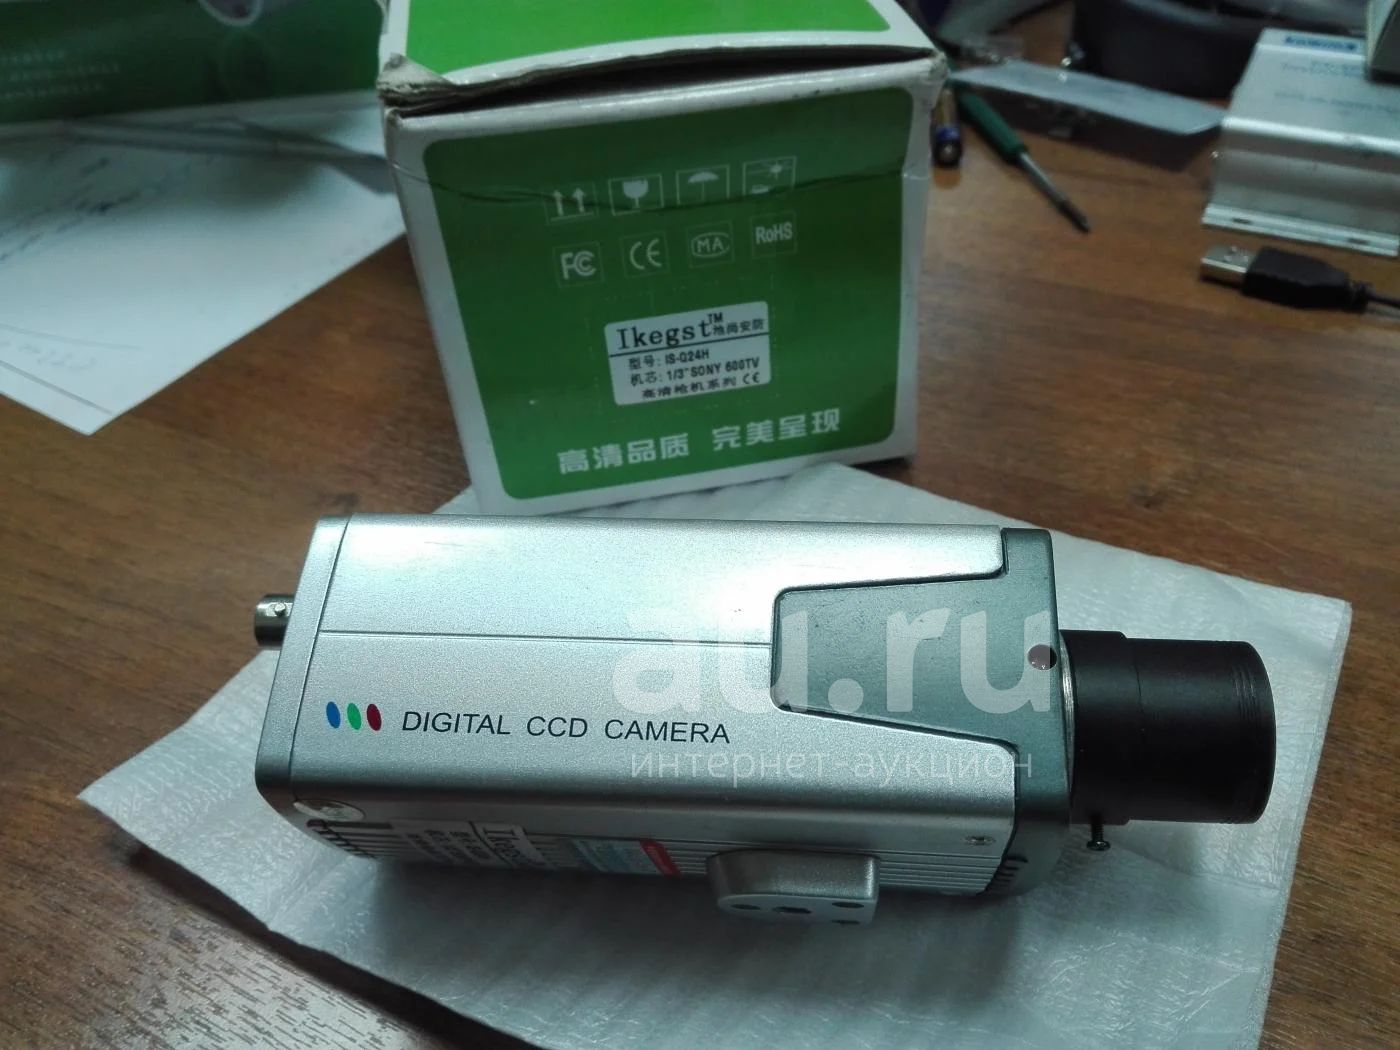 FC
CE
MA
RoHS
Ikegst™ 池尚安防
型号: IS-Q24H
机芯: 1/3"SONY 600TV
高清枪机系列 CE
高清品质 完美呈现
au.ru
интернет-аукцион
DIGITAL CCD CAMERA
Ikegst